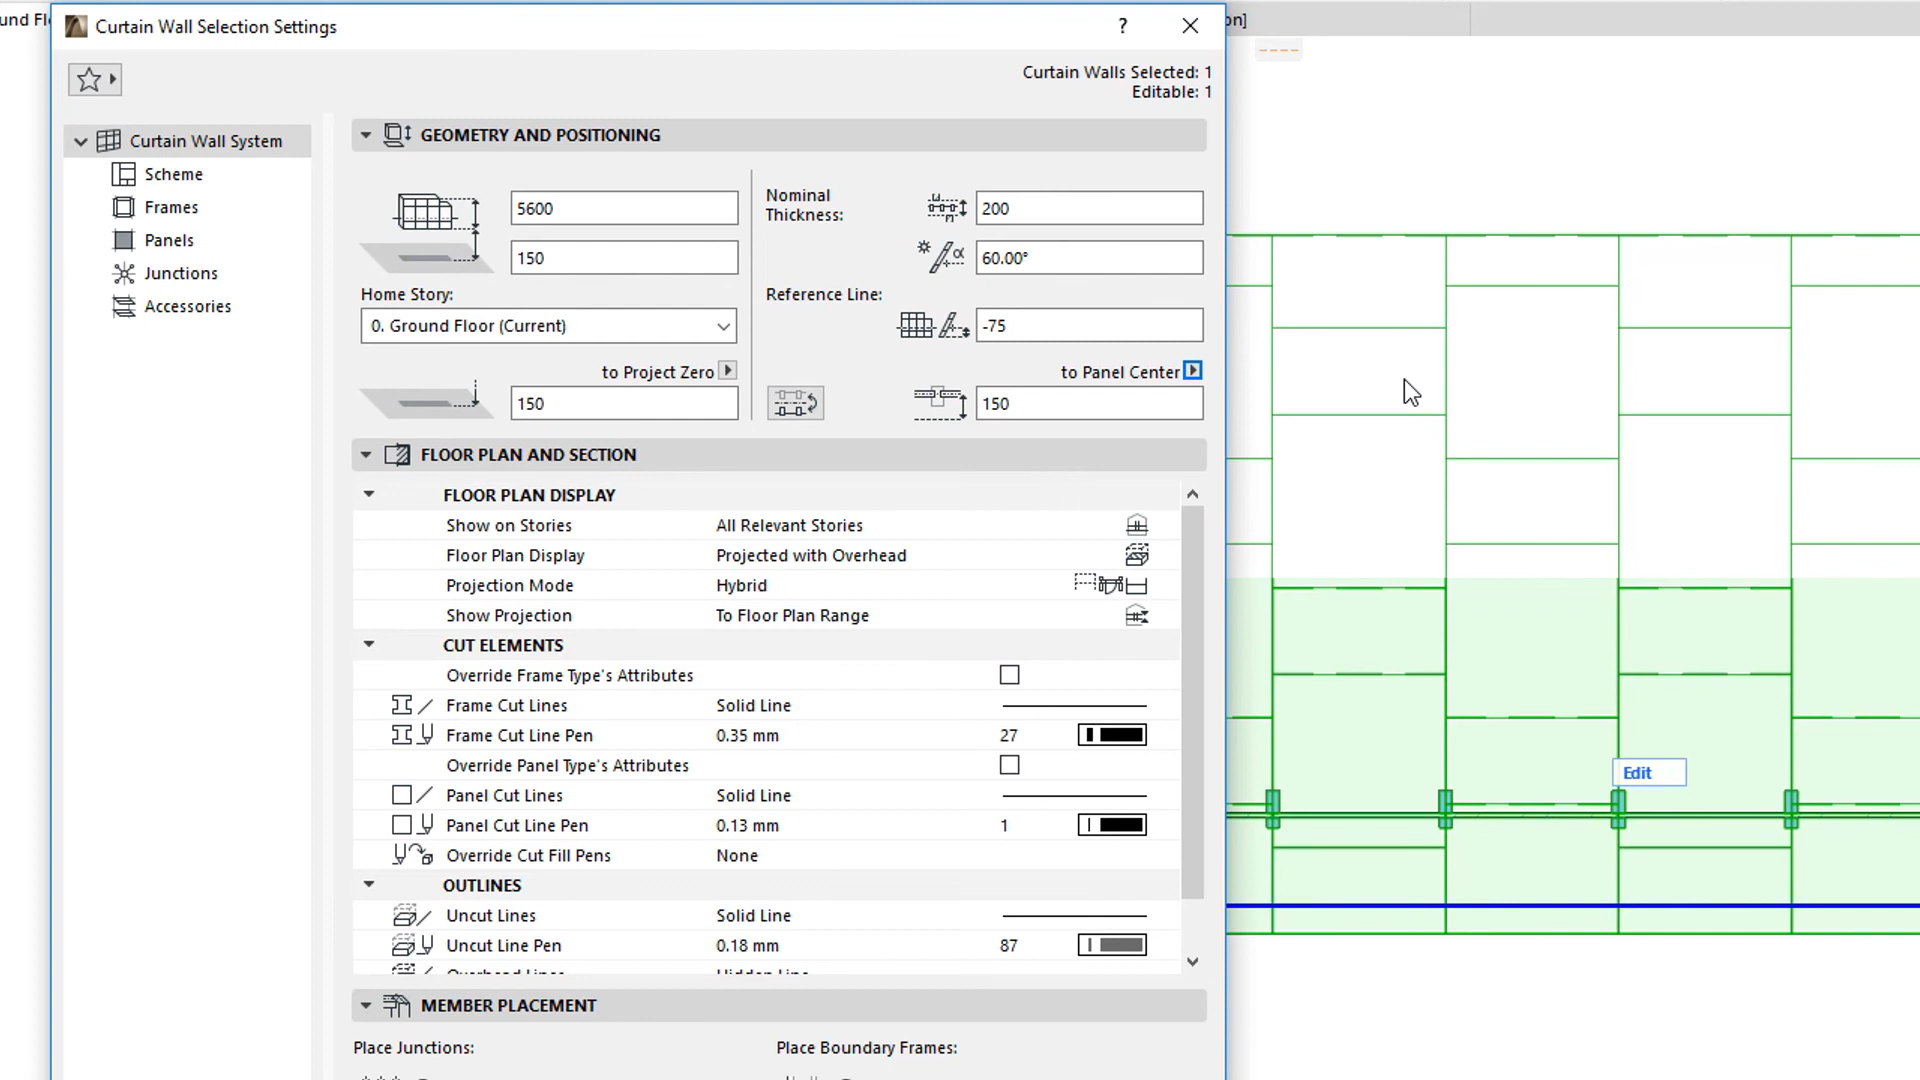 und Fl
Curtain Wall Selection Settings
?
on]
Curtain Walls Selected: 1
Editable: 1
Curtain Wall System
Scheme
Frames
Panels
Junctions
Accessories
GEOMETRY AND POSITIONING
5600
150
Home Story:
0. Ground Floor (Current)
to Project Zero
150
Nominal
Thickness:
200
α
60.00°
Reference Line:
-75
to Panel Center
150
FLOOR PLAN AND SECTION
FLOOR PLAN DISPLAY
Show on Stories All Relevant Stories
Floor Plan Display Projected with Overhead
Projection Mode Hybrid
Show Projection To Floor Plan Range
CUT ELEMENTS
Override Frame Type's Attributes
Frame Cut Lines Solid Line
Frame Cut Line Pen 0.35 mm 27
Override Panel Type's Attributes
Panel Cut Lines Solid Line
Panel Cut Line Pen 0.13 mm 1
Override Cut Fill Pens None
OUTLINES
Uncut Lines Solid Line
Uncut Line Pen 0.18 mm 87
Overhead Lines Hidden Line
MEMBER PLACEMENT
Place Junctions: Place Boundary Frames:
Edit